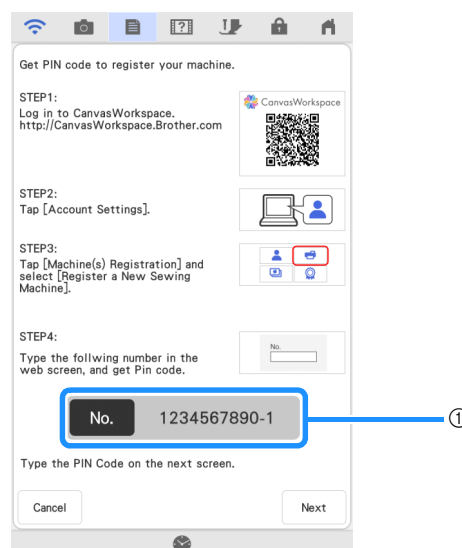 Get PIN code to register your machine.
STEP1:
Log in to CanvasWorkspace.
http://CanvasWorkspace.Brother.com
CanvasWorkspace
STEP2:
Tap [Account Settings].
STEP3:
Tap [Machine(s) Registration] and
select [Register a New Sewing
Machine].
STEP4:
Type the follwing number in the
web screen, and get Pin code.
No.
No. 1234567890-1
①
Type the PIN Code on the next screen.
Cancel
Next